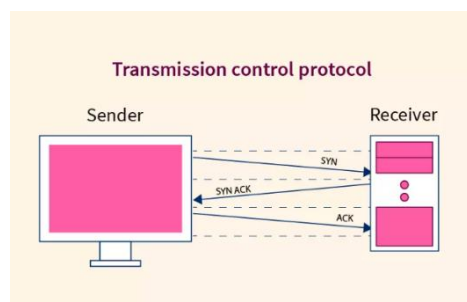 Transmission control protocol
Sender
Receiver
SYN
SYN ACK
ACK